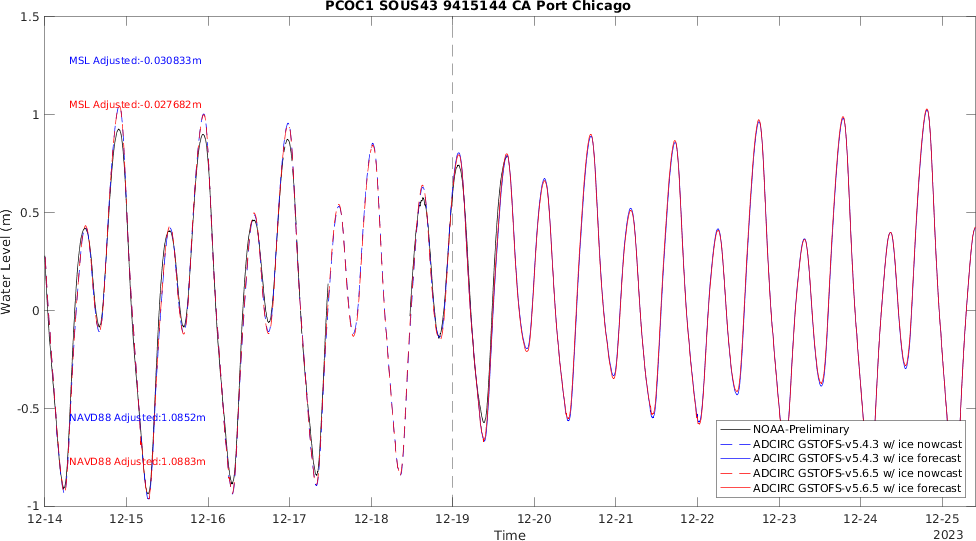 PCOC1 SOUS43 9415144 CA Port Chicago
Water Level (m)
1.5
1
0.5
0
-0.5
-1
MSL Adjusted:-0.030833m
MSL Adjusted:-0.027682m
NAVD88 Adjusted:1.0852m
NAVD88 Adjusted:1.0883m
NOAA-Preliminary
ADCIRC GSTOFS-v5.4.3 w/ ice nowcast
ADCIRC GSTOFS-v5.4.3 w/ ice forecast
ADCIRC GSTOFS-v5.6.5 w/ ice nowcast
ADCIRC GSTOFS-v5.6.5 w/ ice forecast
12-14 12-15 12-16 12-17 12-18 12-19 12-20 12-21 12-22 12-23 12-24 12-25
Time
2023